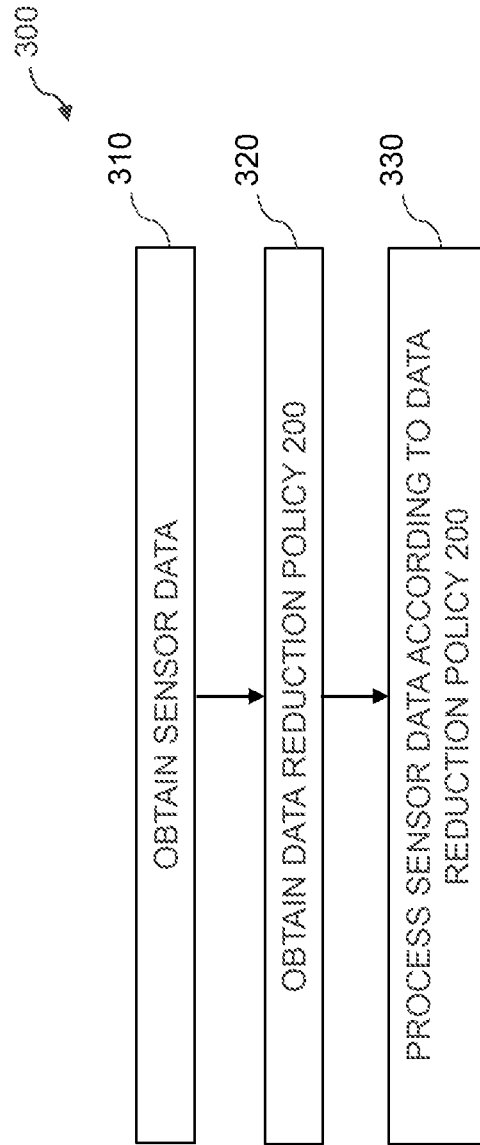 300
310
OBTAIN SENSOR DATA
320
OBTAIN DATA REDUCTION POLICY 200
330
PROCESS SENSOR DATA ACCORDING TO DATA
REDUCTION POLICY 200